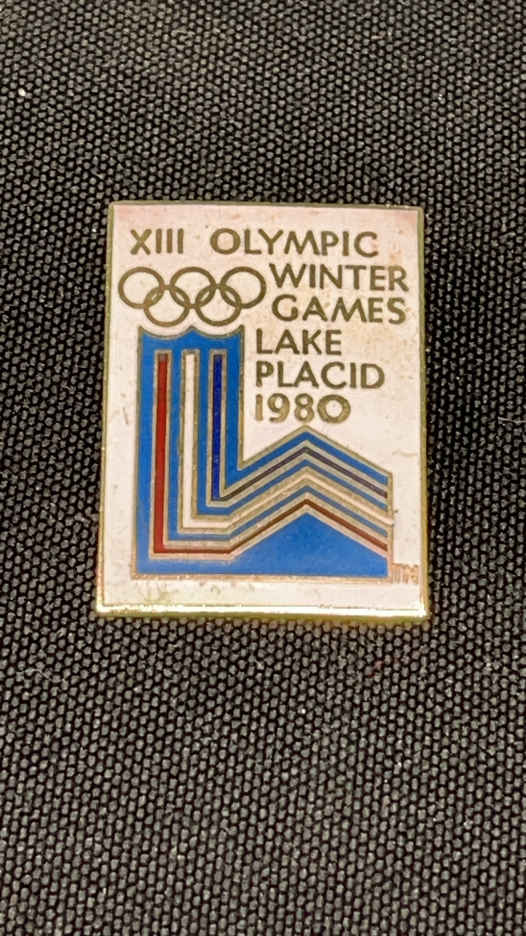 XIII OLYMPIC
WINTER
GAMES
LAKE
PLACID
1980